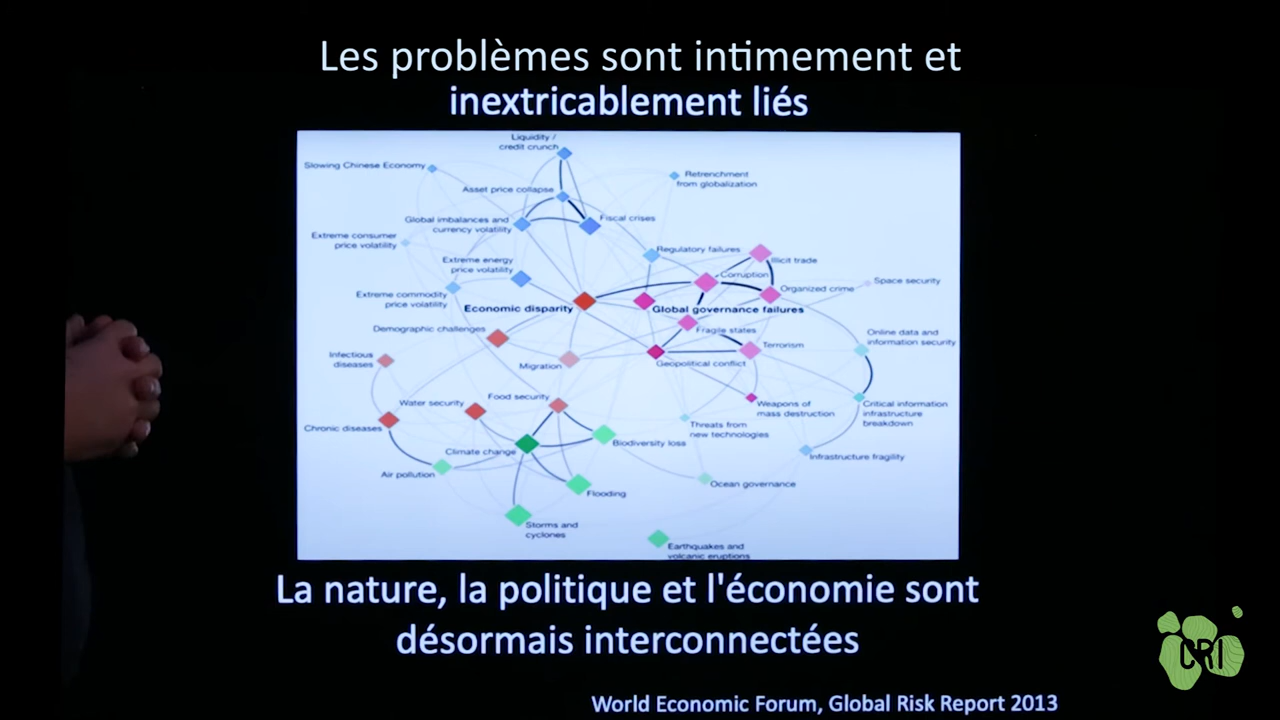 Les problèmes sont intimement et
inextricablement liés
Liquidity /
credit crunch
Slowing Chinese Economy
Retrenchment
from globalization
Asset price collapse
Global imbalances and
currency volatility
Fiscal crises
Extreme consumer
price volatility
Regulatory failures
Illicit trade
Extreme energy
price volatility
Corruption
Space security
Organized crime
Extreme commodity
price volatility
Economic disparity
Global governance failures
Demographic challenges
Fragile states
Online data and
information security
Terrorism
Infectious
diseases
Migration
Geopolitical conflict
Water security
Food security
Weapons of
mass destruction
Critical information
infrastructure
breakdown
Chronic diseases
Threats from
new technologies
Climate change
Biodiversity loss
Infrastructure fragility
Air pollution
Ocean governance
Flooding
Storms and
cyclones
Earthquakes and
volcanic eruptions
La nature, la politique et l'économie sont
désormais interconnectées
CRI
World Economic Forum, Global Risk Report 2013